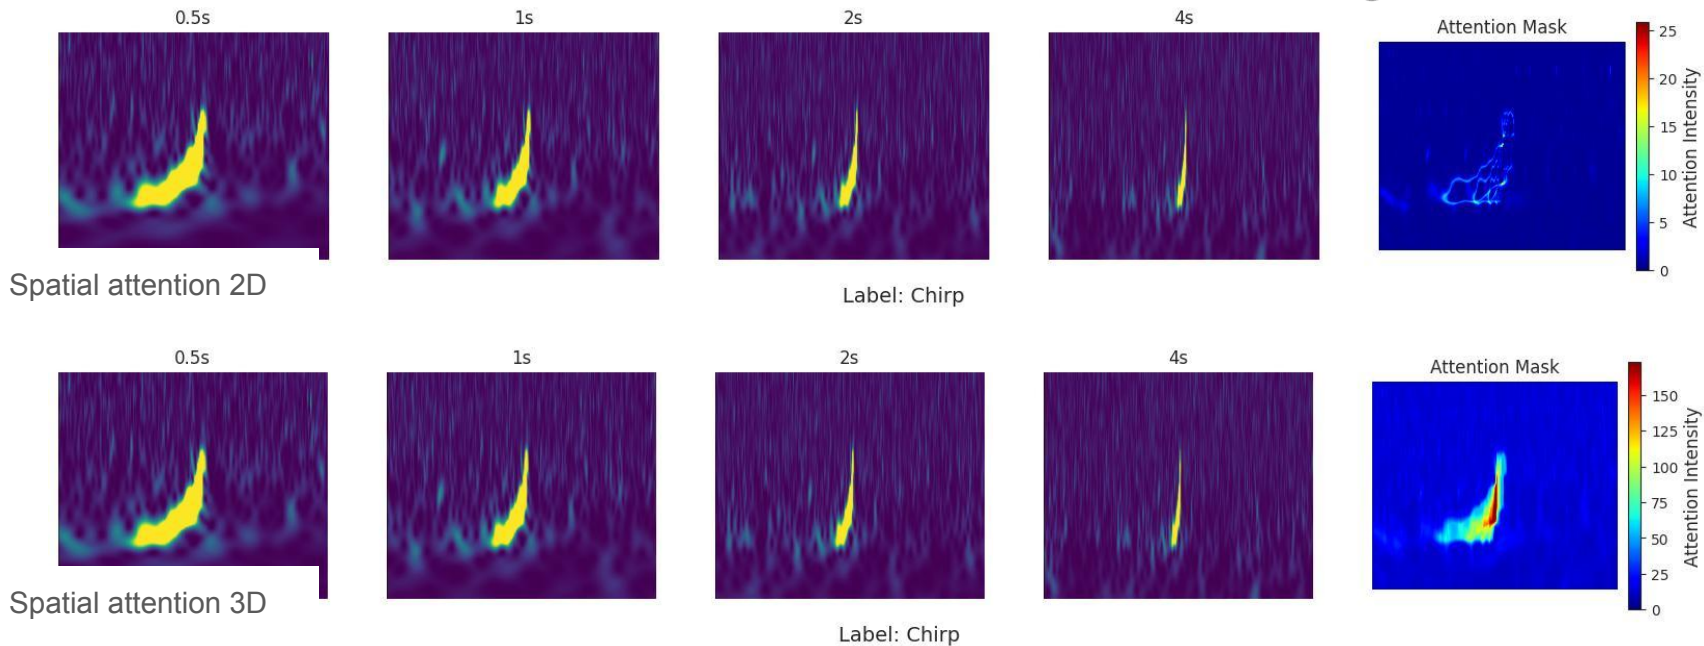 0.5s
1s
2s
4s
Attention Mask
25
20
15
10
5
0
Attention Intensity
Spatial attention 2D
Label: Chirp
0.5s
1s
2s
4s
Attention Mask
150
125
100
75
50
25
0
Attention Intensity
Spatial attention 3D
Label: Chirp